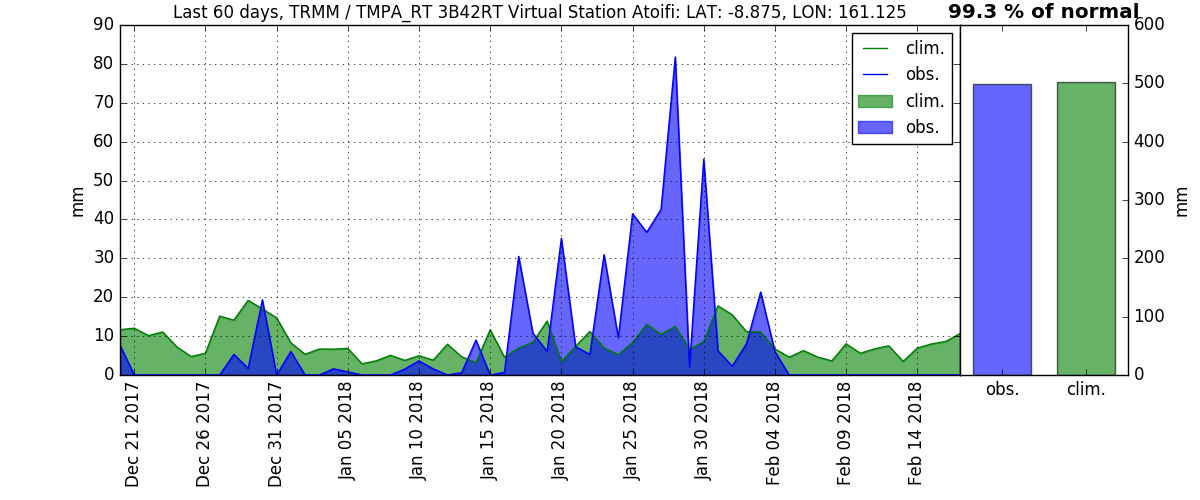 Last 60 days, TRMM / TMPA_RT 3B42RT Virtual Station Atoifi: LAT: -8.875, LON: 161.125
99.3 % of normal
90
80
70
60
50
40
30
20
10
0
mm
clim.
obs.
clim.
obs.
600
500
400
300
200
100
0
mm
obs.
clim.
Dec 21 2017
Dec 26 2017
Dec 31 2017
Jan 05 2018
Jan 10 2018
Jan 15 2018
Jan 20 2018
Jan 25 2018
Jan 30 2018
Feb 04 2018
Feb 09 2018
Feb 14 2018